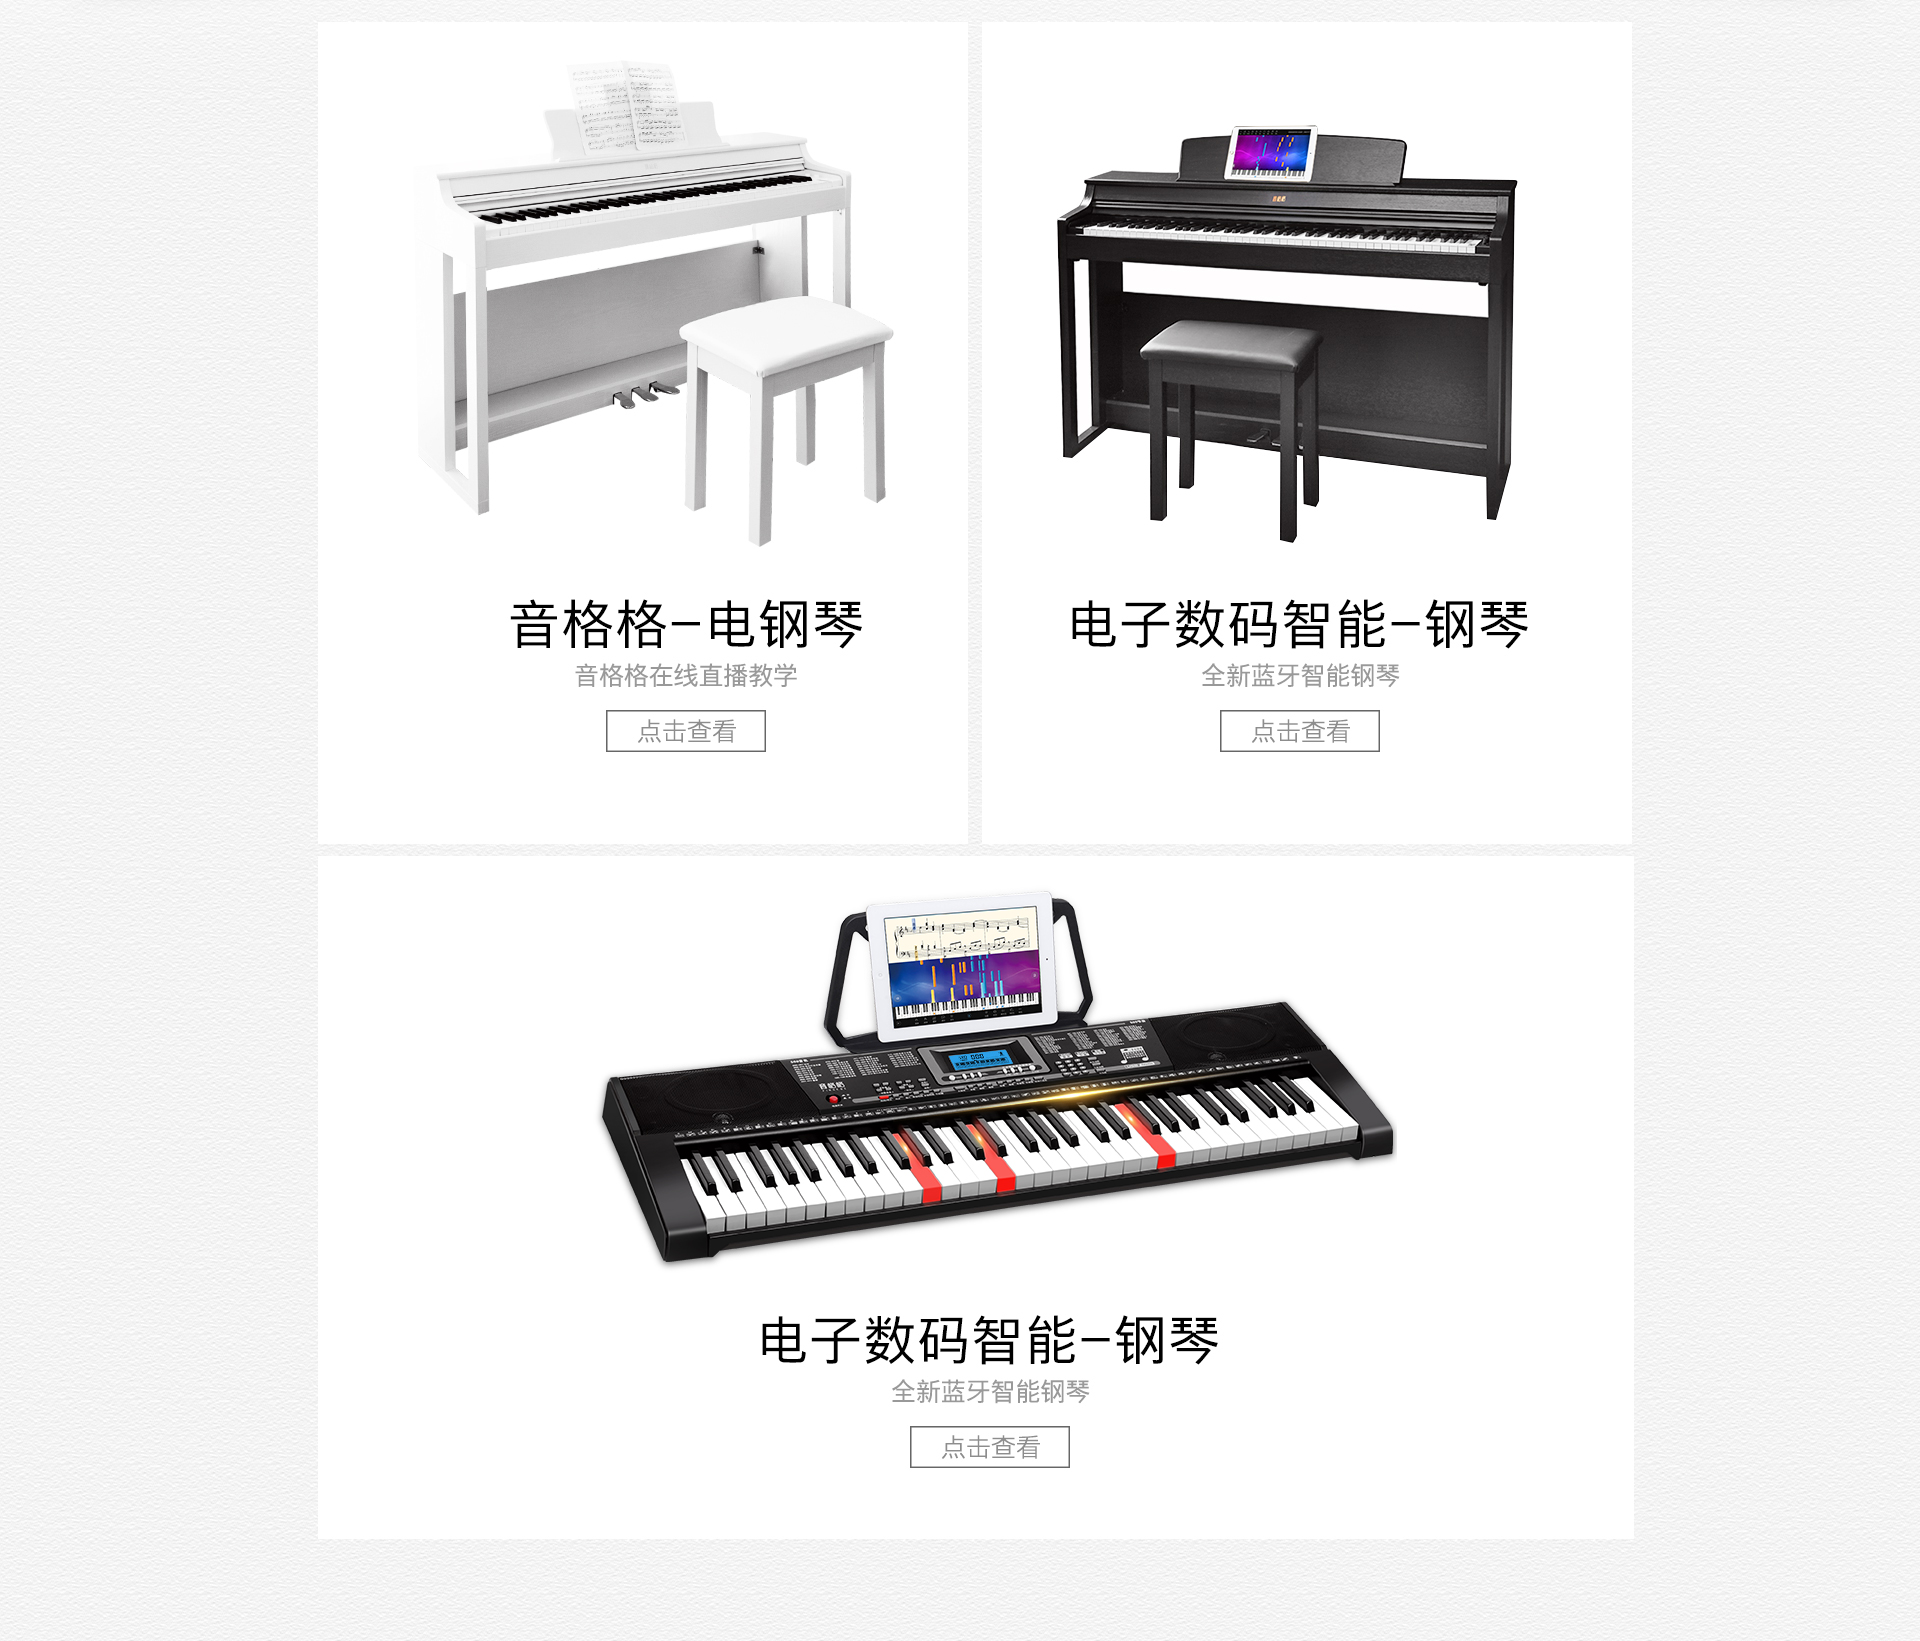 音格格-电钢琴
音格格在线直播教学
点击查看
电子数码智能-钢琴
全新蓝牙智能钢琴
点击查看
电子数码智能-钢琴
全新蓝牙智能钢琴
点击查看